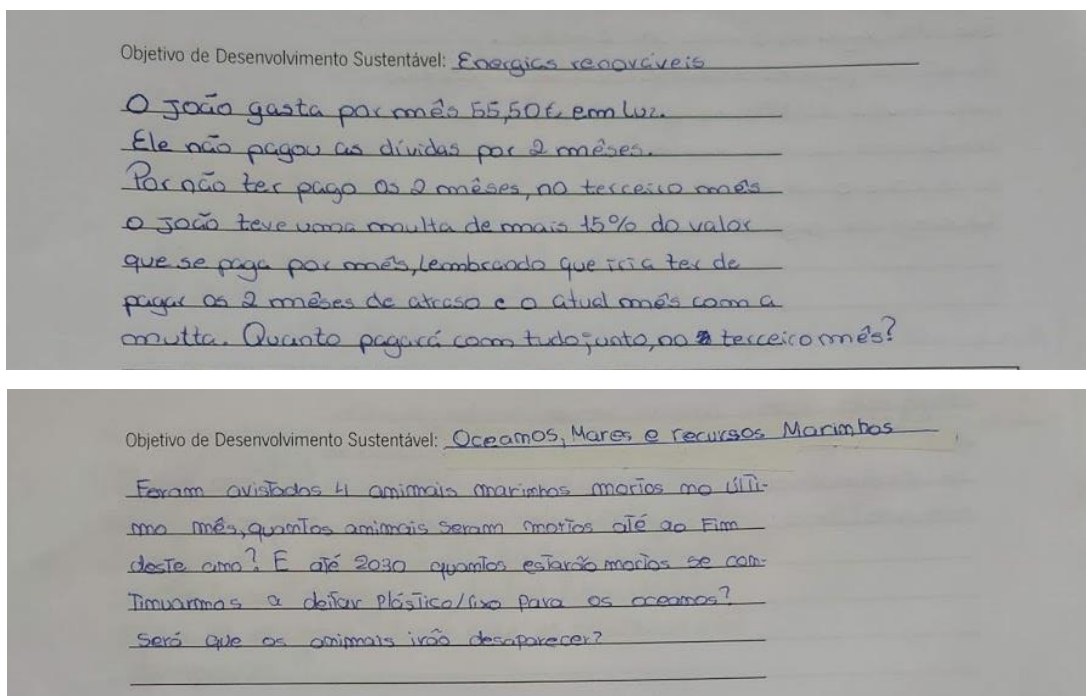 Objetivo de Desenvolvimento Sustentável: Energias renováveis
O João gasta por mês 55,50€ em luz.
Ele não pagou as dívidas por 2 mêses.
Por não ter pago os 2 mêses, no terceiro mês
o João teve uma multa de mais 15% do valor
que se paga por mês, lembrando que iria ter de
pagar os 2 mêses de atraso e o atual mês com a
multa. Quanto pagará com tudo junto, no terceiro mês?
Objetivo de Desenvolvimento Sustentável: Oceanos, Mares e recursos Marinhos
Foram avistados 4 animais marinhos mortos no últi-
mo mês, quantos animais seram mortos até ao Fim
deste ano? E até 2030 quantos estarão mortos se con-
tinuarmos a deitar Plástico/lixo para os oceanos?
Será que os animais irão desaparecer?